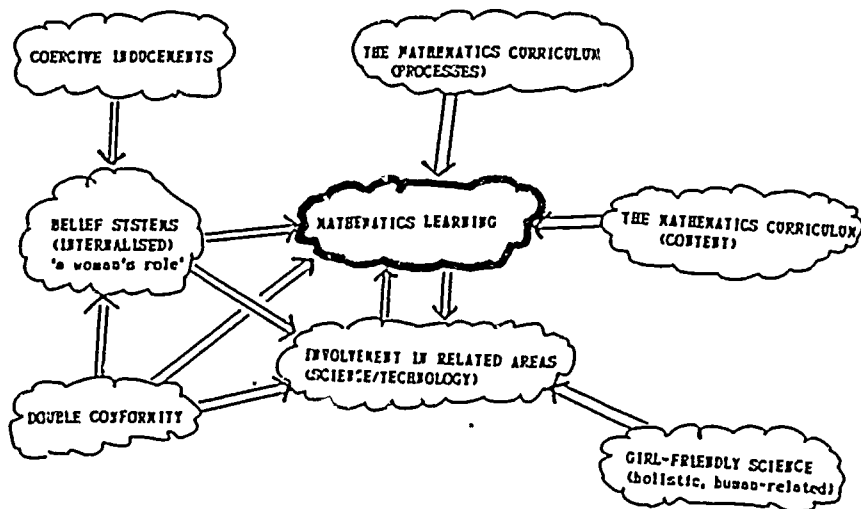 COERCIVE INDUCEMENTS
THE MATHEMATICS CURRICULUM
(PROCESSES)
BELIEF SYSTEMS
(INTERNALISED)
'a woman's role'
MATHEMATICS LEARNING
THE MATHEMATICS CURRICULUM
(CONTENT)
INVOLVEMENT IN RELATED AREAS
(SCIENCE/TECHNOLOGY)
DOUBLE CONFORMITY
GIRL-FRIENDLY SCIENCE
(holistic, human-related)